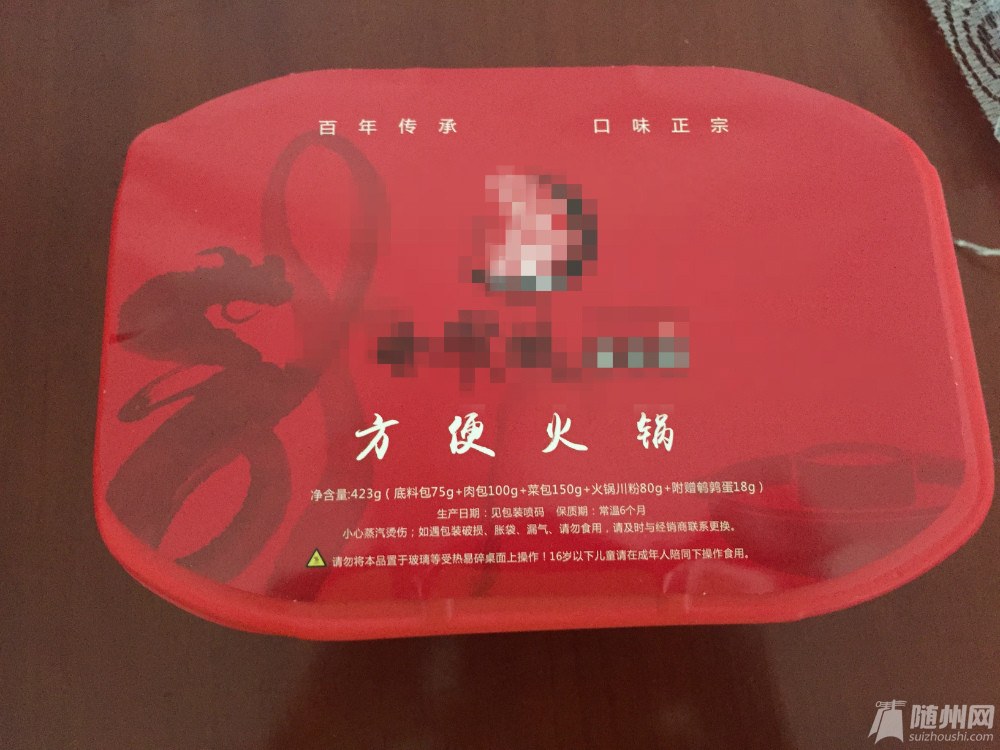 百年传承 口味正宗
方便火锅
净含量:423g（底料包75g+肉包100g+菜包150g+火锅川粉80g+附赠鹌鹑蛋18g）
生产日期：见包装喷码 保质期：常温6个月
小心蒸汽烫伤；如遇包装破损、胀袋、漏气、请勿食用，请及时与经销商联系更换。
请勿将本品置于玻璃等受热易碎桌面上操作！16岁以下儿童请在成年人陪同下操作食用。
随州网
suizhoushi.com